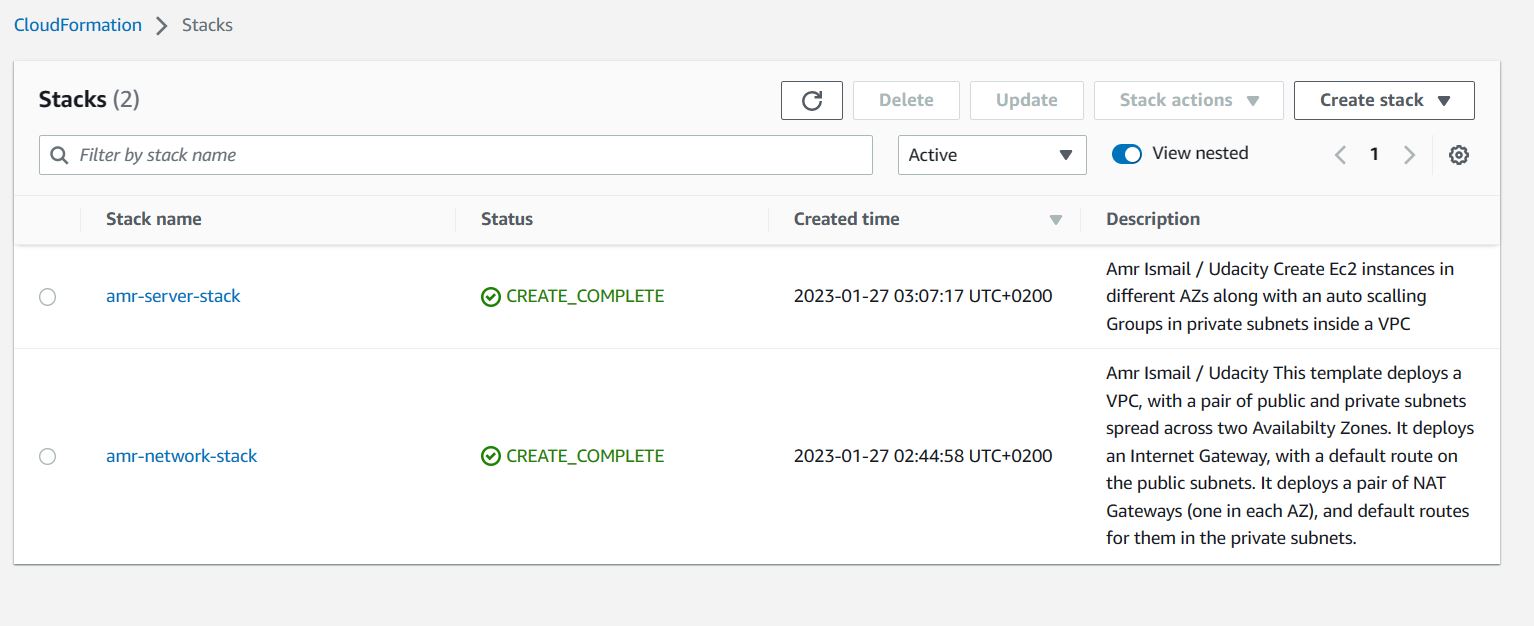 CloudFormation > Stacks
Stacks (2)
Delete
Update
Stack actions
Create stack
Filter by stack name
Active
View nested
1
Stack name
Status
Created time
Description
amr-server-stack
CREATE_COMPLETE
2023-01-27 03:07:17 UTC+0200
Amr Ismail / Udacity Create Ec2 instances in
different AZs along with an auto scalling
Groups in private subnets inside a VPC
amr-network-stack
CREATE_COMPLETE
2023-01-27 02:44:58 UTC+0200
Amr Ismail / Udacity This template deploys a
VPC, with a pair of public and private subnets
spread across two Availabilty Zones. It deploys
an Internet Gateway, with a default route on
the public subnets. It deploys a pair of NAT
Gateways (one in each AZ), and default routes
for them in the private subnets.